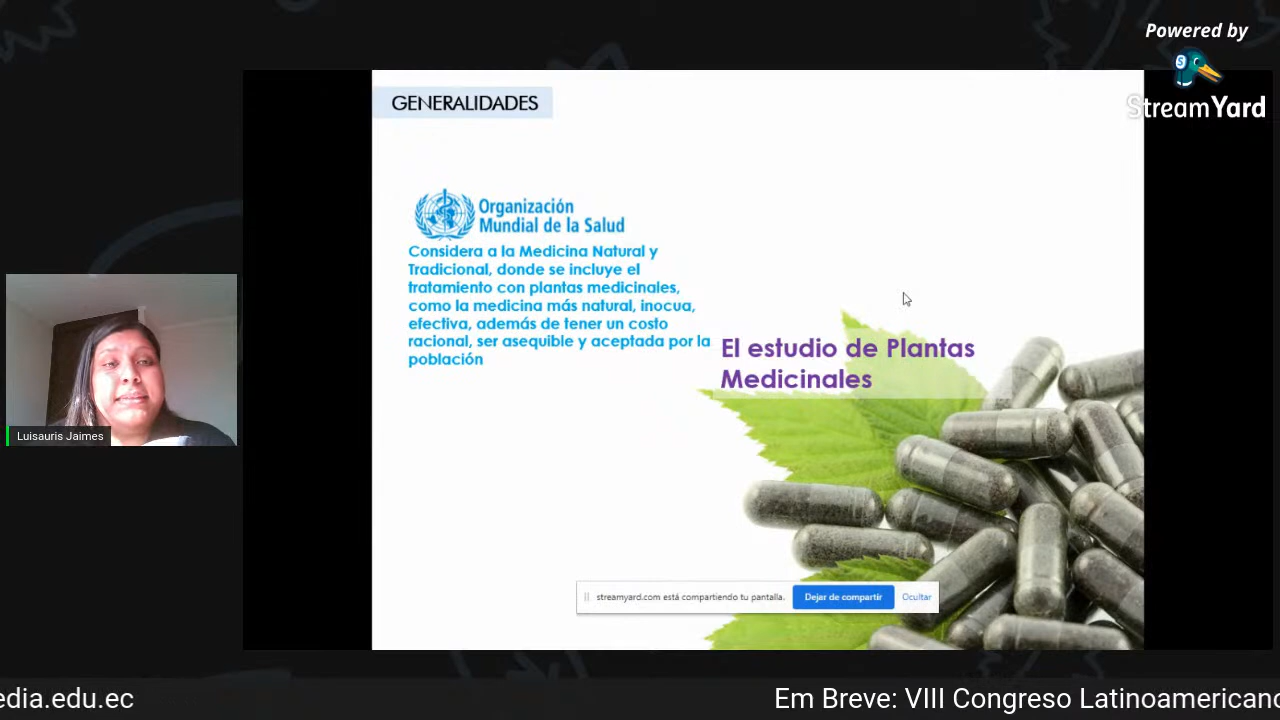 Powered by
StreamYard
GENERALIDADES
Organización
Mundial de la Salud
Considera a la Medicina Natural y
Tradicional, donde se incluye el
tratamiento con plantas medicinales,
como la medicina más natural, inocua,
efectiva, además de tener un costo
racional, ser asequible y aceptada por la
población
El estudio de Plantas
Medicinales
Luisauris Jaimes
streamyard.com está compartiendo tu pantalla.
Dejar de compartir
Ocultar
edia.edu.ec
Em Breve: VIII Congreso Latinoamericano